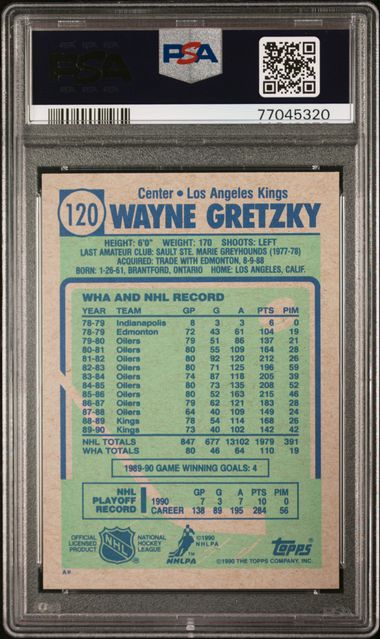 PSA
PSA
77045320
120
Center • Los Angeles Kings
WAYNE GRETZKY
HEIGHT: 6'0" WEIGHT: 170 SHOOTS: LEFT
LAST AMATEUR CLUB: SAULT STE. MARIE GREYHOUNDS (1977-78)
ACQUIRED: TRADE WITH EDMONTON, 8-9-88
BORN: 1-26-61, BRANTFORD, ONTARIO HOME: LOS ANGELES, CALIF.
WHA AND NHL RECORD
YEAR TEAM GP G A PTS PIM
78-79 Indianapolis 8 3 3 6 0
78-79 Edmonton 72 43 61 104 19
79-80 Oilers 79 51 86 137 21
80-81 Oilers 80 55 109 164 28
81-82 Oilers 80 92 120 212 26
82-83 Oilers 80 71 125 196 59
83-84 Oilers 74 87 118 205 39
84-85 Oilers 80 73 135 208 52
85-86 Oilers 80 52 163 215 46
86-87 Oilers 79 62 121 183 28
87-88 Oilers 64 40 109 149 24
88-89 Kings 78 54 114 168 26
89-90 Kings 73 40 102 142 42
NHL TOTALS 847 677 13102 1979 391
WHA TOTALS 80 46 64 110 19
1989-90 GAME WINNING GOALS: 4
NHL PLAYOFF RECORD
GP G A PTS PIM
1990 7 3 7 10 0
CAREER 138 89 195 284 56
OFFICIAL LICENSED PRODUCT
NHL
NATIONAL HOCKEY LEAGUE
NHLPA
©1990 NHLPA
Topps
©1990 THE TOPPS COMPANY, INC.